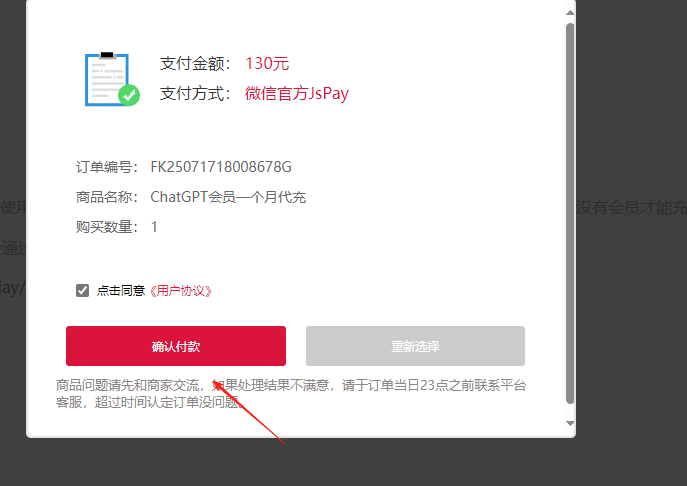 支付金额： 130元
支付方式： 微信官方JsPay
订单编号： FK25071718008678G
商品名称： ChatGPT会员一个月代充
使用
没有会员才能充
购买数量： 1
通过
lay/
点击同意《用户协议》
确认付款
重新选择
商品问题请先和商家交流，如果处理结果不满意，请于订单当日23点之前联系平台
客服，超过时间认定订单没问题。